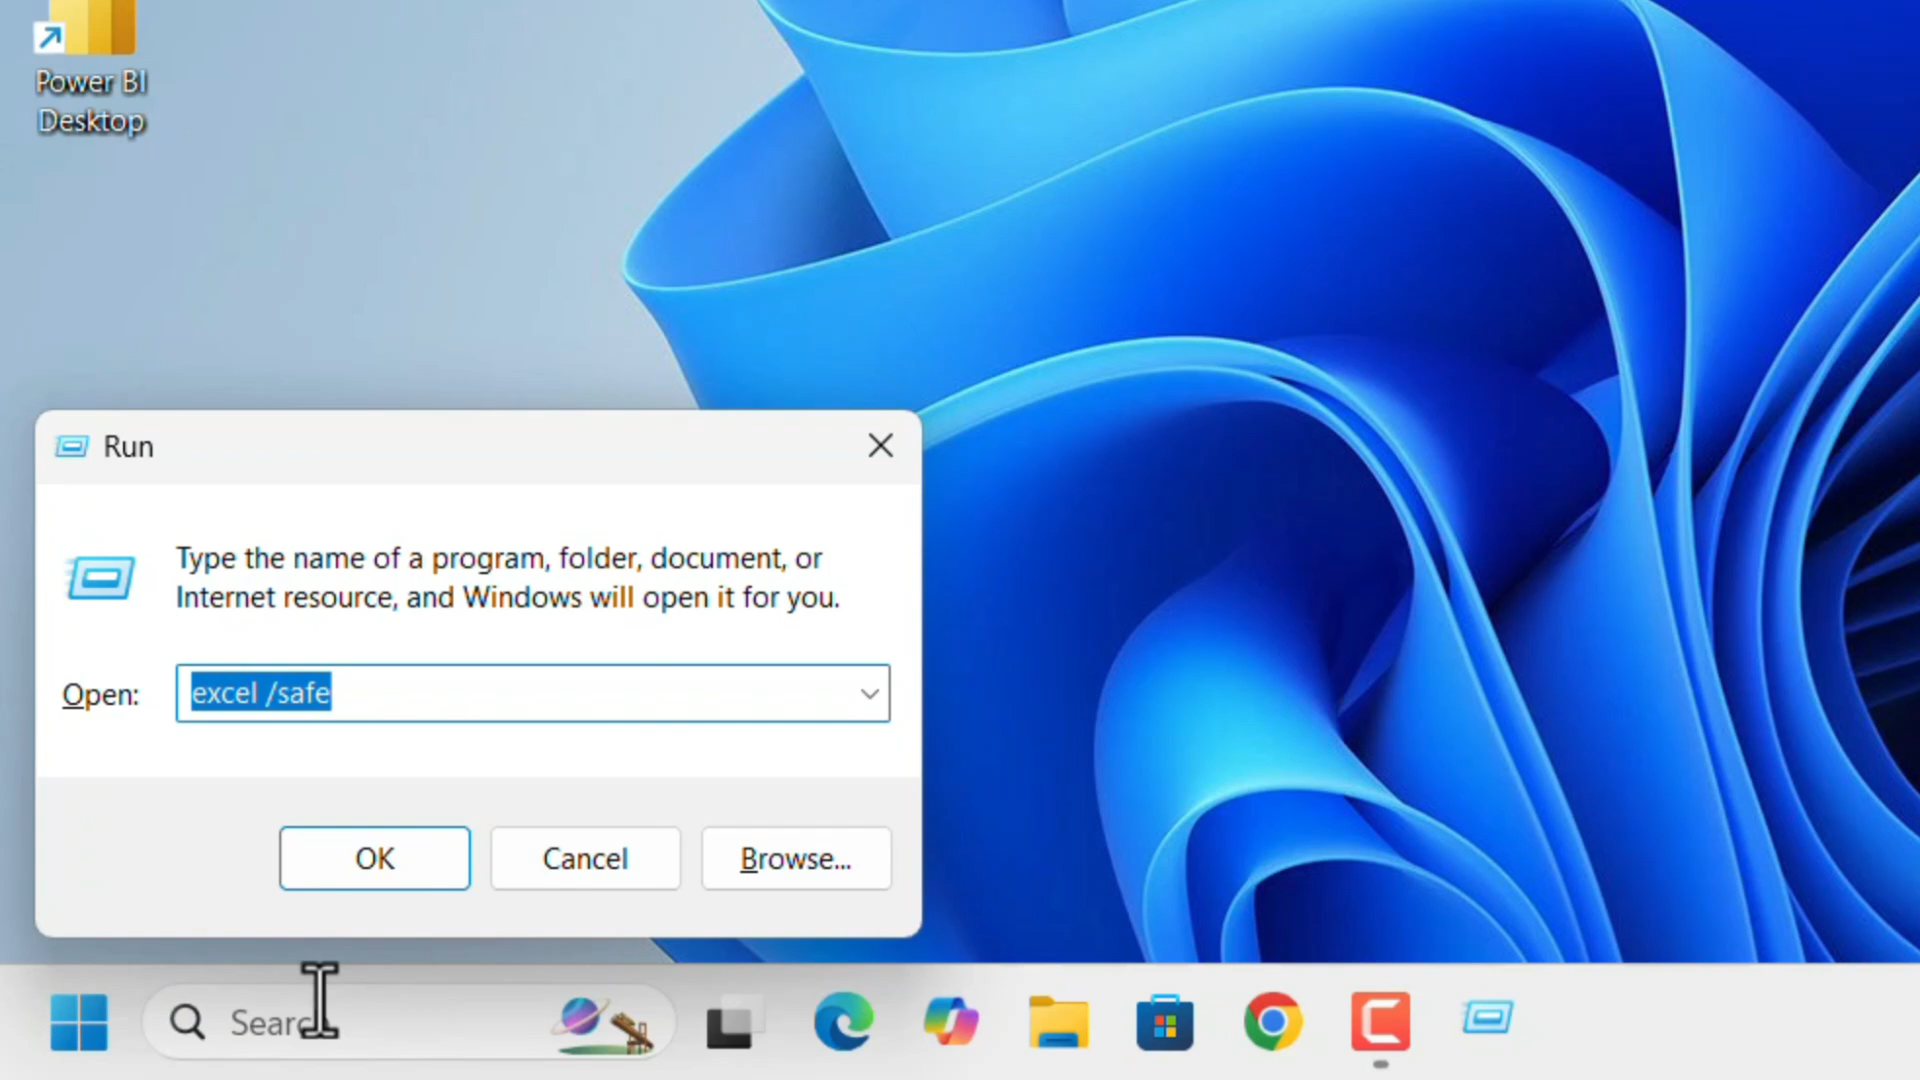 Power BI
Desktop
Run
Type the name of a program, folder, document, or
Internet resource, and Windows will open it for you.
Open:
excel /safe
OK
Cancel
Browse...
Search